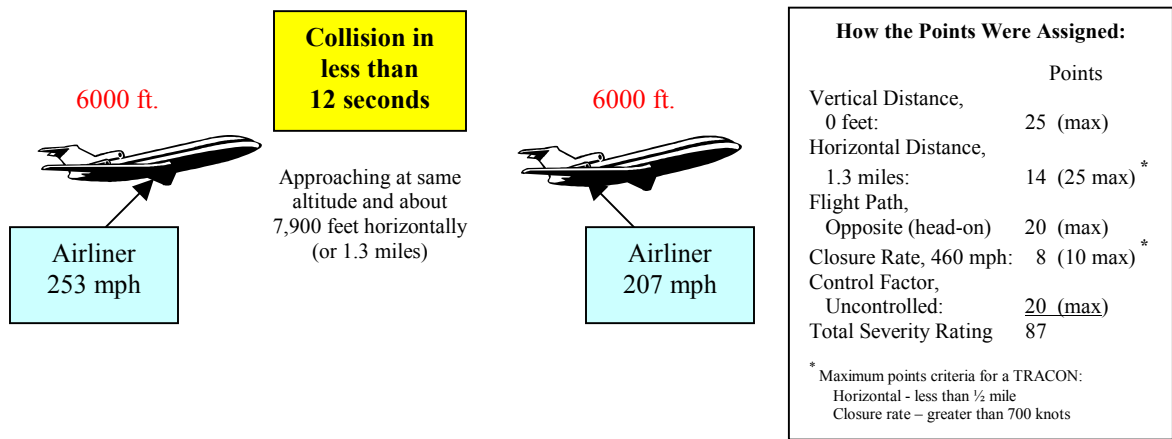 Collision in
less than
12 seconds
6000 ft.
6000 ft.
Approaching at same
altitude and about
7,900 feet horizontally
(or 1.3 miles)
Airliner
253 mph
Airliner
207 mph
How the Points Were Assigned:
Points
Vertical Distance,
0 feet: 25 (max)
Horizontal Distance,
1.3 miles: 14 (25 max) *
Flight Path,
Opposite (head-on) 20 (max)
Closure Rate, 460 mph: 8 (10 max) *
Control Factor,
Uncontrolled: 20 (max)
Total Severity Rating 87
* Maximum points criteria for a TRACON:
Horizontal - less than ½ mile
Closure rate – greater than 700 knots